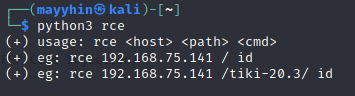 ┌──(mayyhin㉿kali)-[~]
└─$ python3 rce
(+) usage: rce <host> <path> <cmd>
(+) eg: rce 192.168.75.141 / id
(+) eg: rce 192.168.75.141 /tiki-20.3/ id